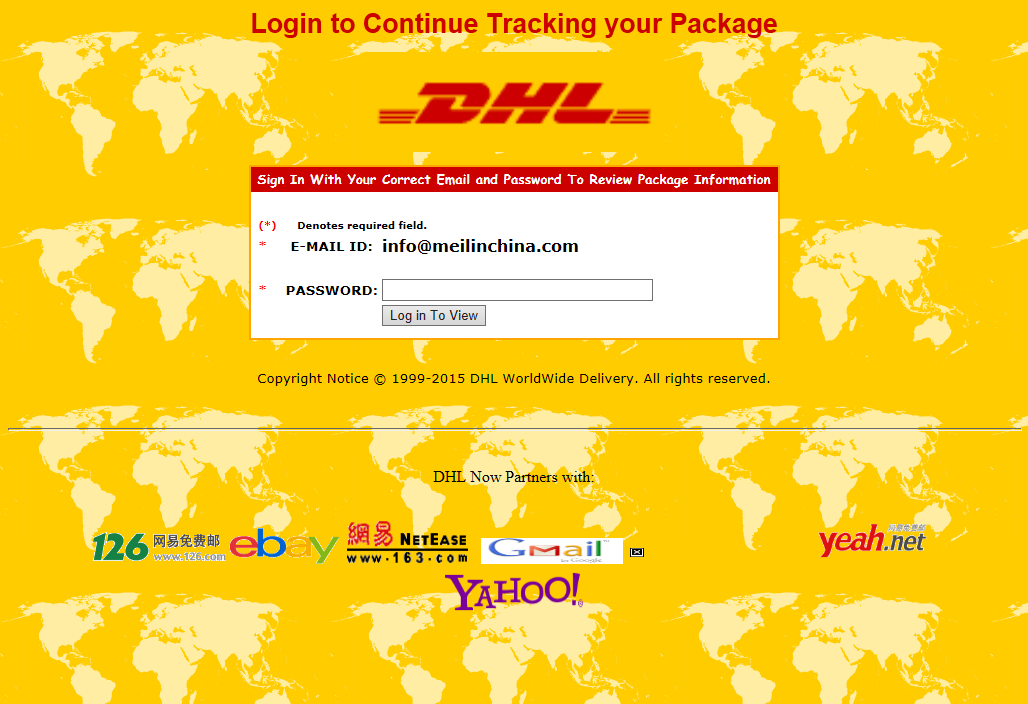 Login to Continue Tracking your Package
DHL
Sign In With Your Correct Email and Password To Review Package Information
(*) Denotes required field.
* E-MAIL ID: info@meilinchina.com
* PASSWORD:
Log in To View
Copyright Notice © 1999-2015 DHL WorldWide Delivery. All rights reserved.
DHL Now Partners with:
126 网易免费邮 www.126.com
ebay
網易 NETEASE www.163.com
Gmail by Google
yeah.net 网易免费邮
YAHOO!